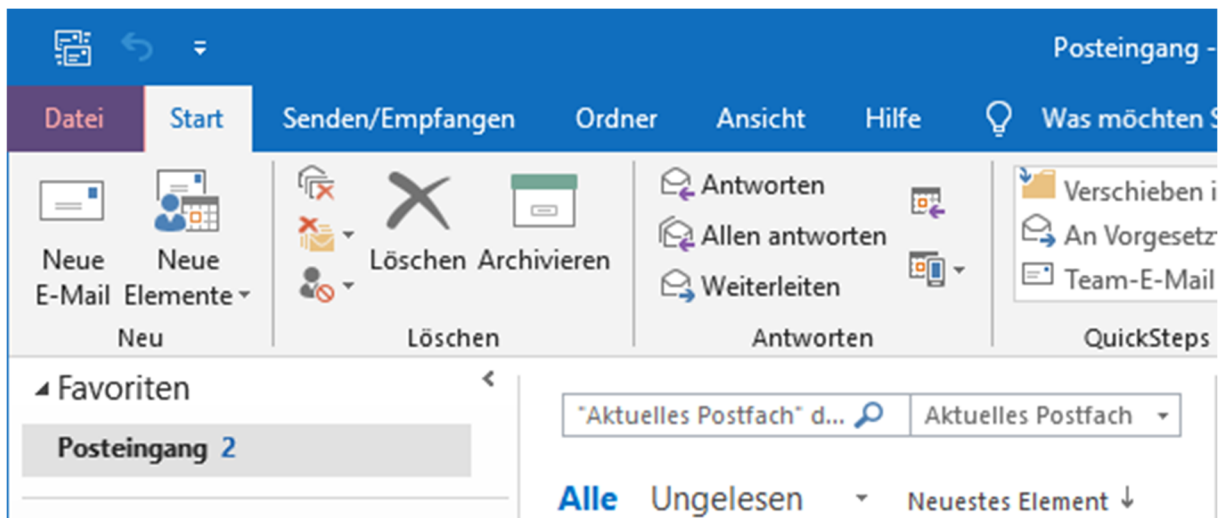 Posteingang -
Datei Start Senden/Empfangen Ordner Ansicht Hilfe Was möchten S
Neue E-Mail
Neue Elemente
Neu
Löschen
Archivieren
Löschen
Antworten
Allen antworten
Weiterleiten
Antworten
Verschieben i
An Vorgesetz
Team-E-Mail
QuickSteps
Favoriten
Posteingang 2
"Aktuelles Postfach" d... Aktuelles Postfach
Alle Ungelesen Neuestes Element ↓